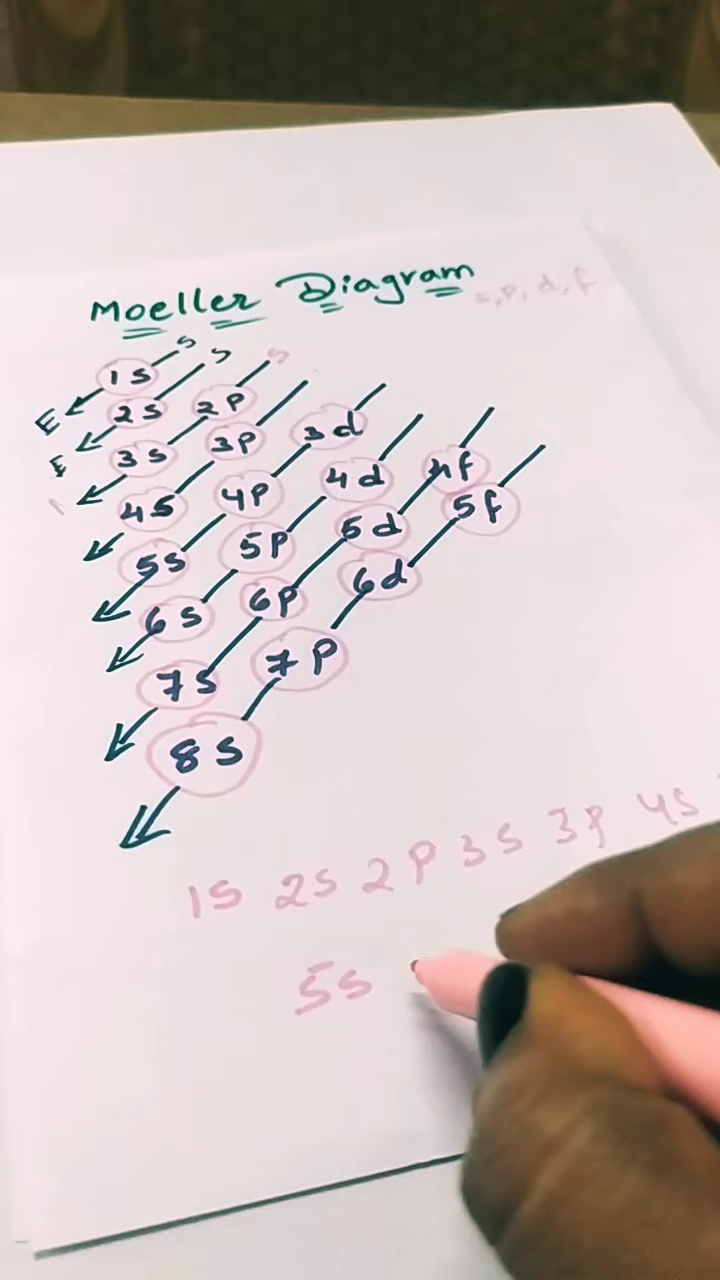 Moeller Diagram
s, p, d, f
S S S
1s
E 2s 2p
E 3s 3p 3d
4s 4p 4d 4f
5s 5p 5d 5f
6s 6p 6d
7s 7p
8s
1s 2s 2p 3s 3p 4s
5s